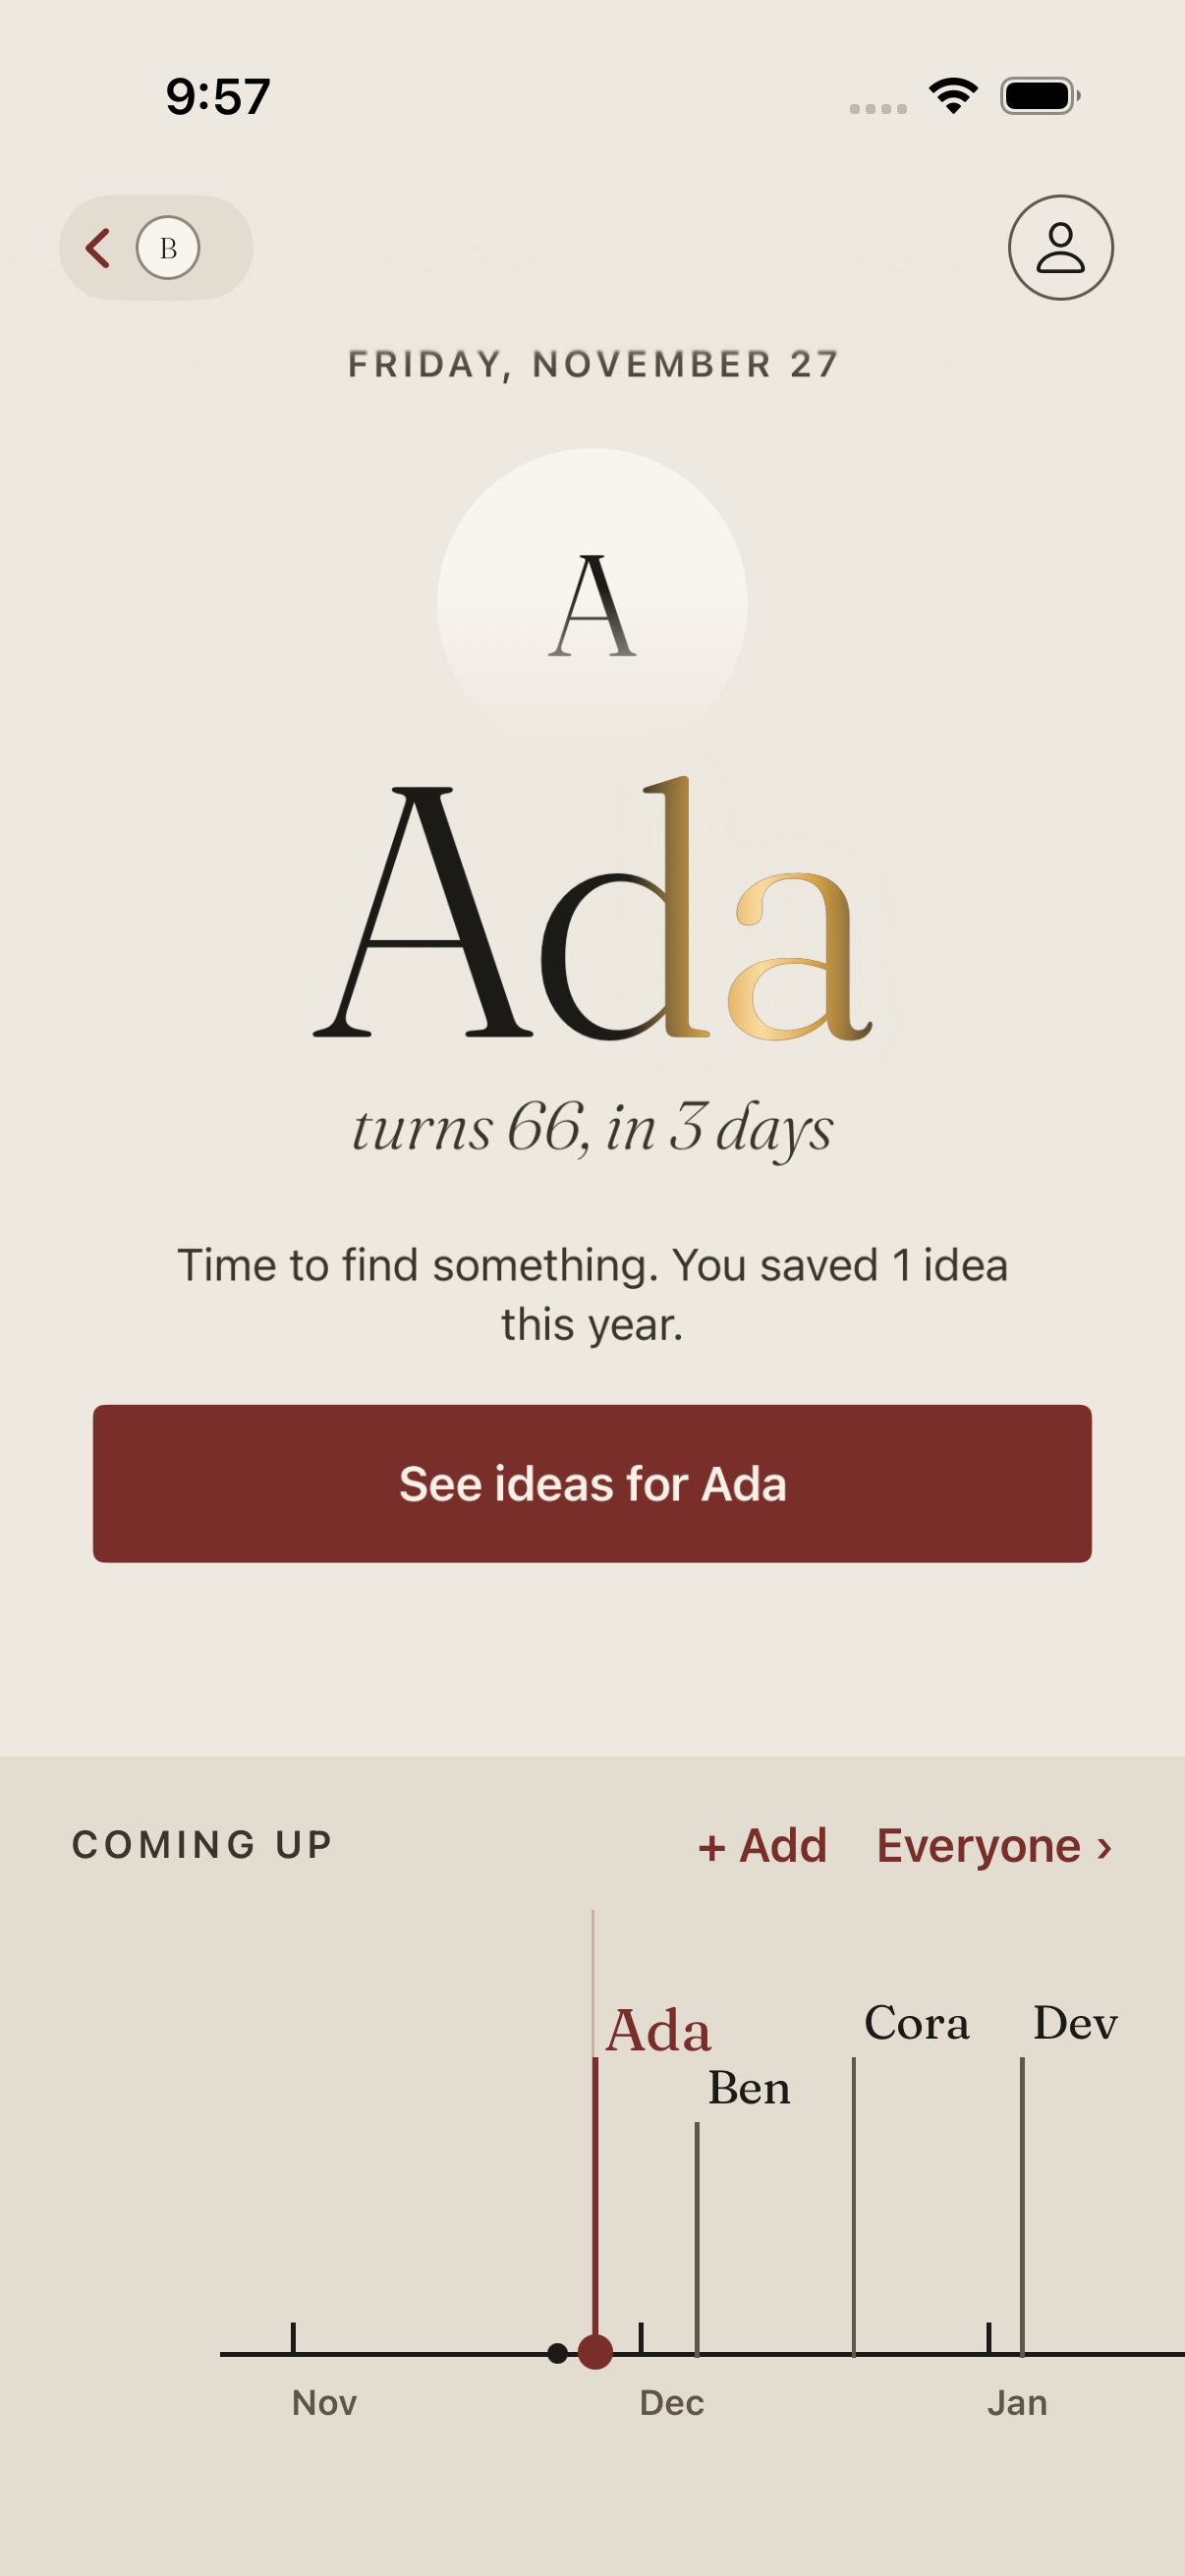 9:57
B
FRIDAY, NOVEMBER 27
A
Ada
turns 66, in 3 days
Time to find something. You saved 1 idea
this year.
See ideas for Ada
COMING UP
+ Add
Everyone ›
Ada
Ben
Cora
Dev
Nov
Dec
Jan